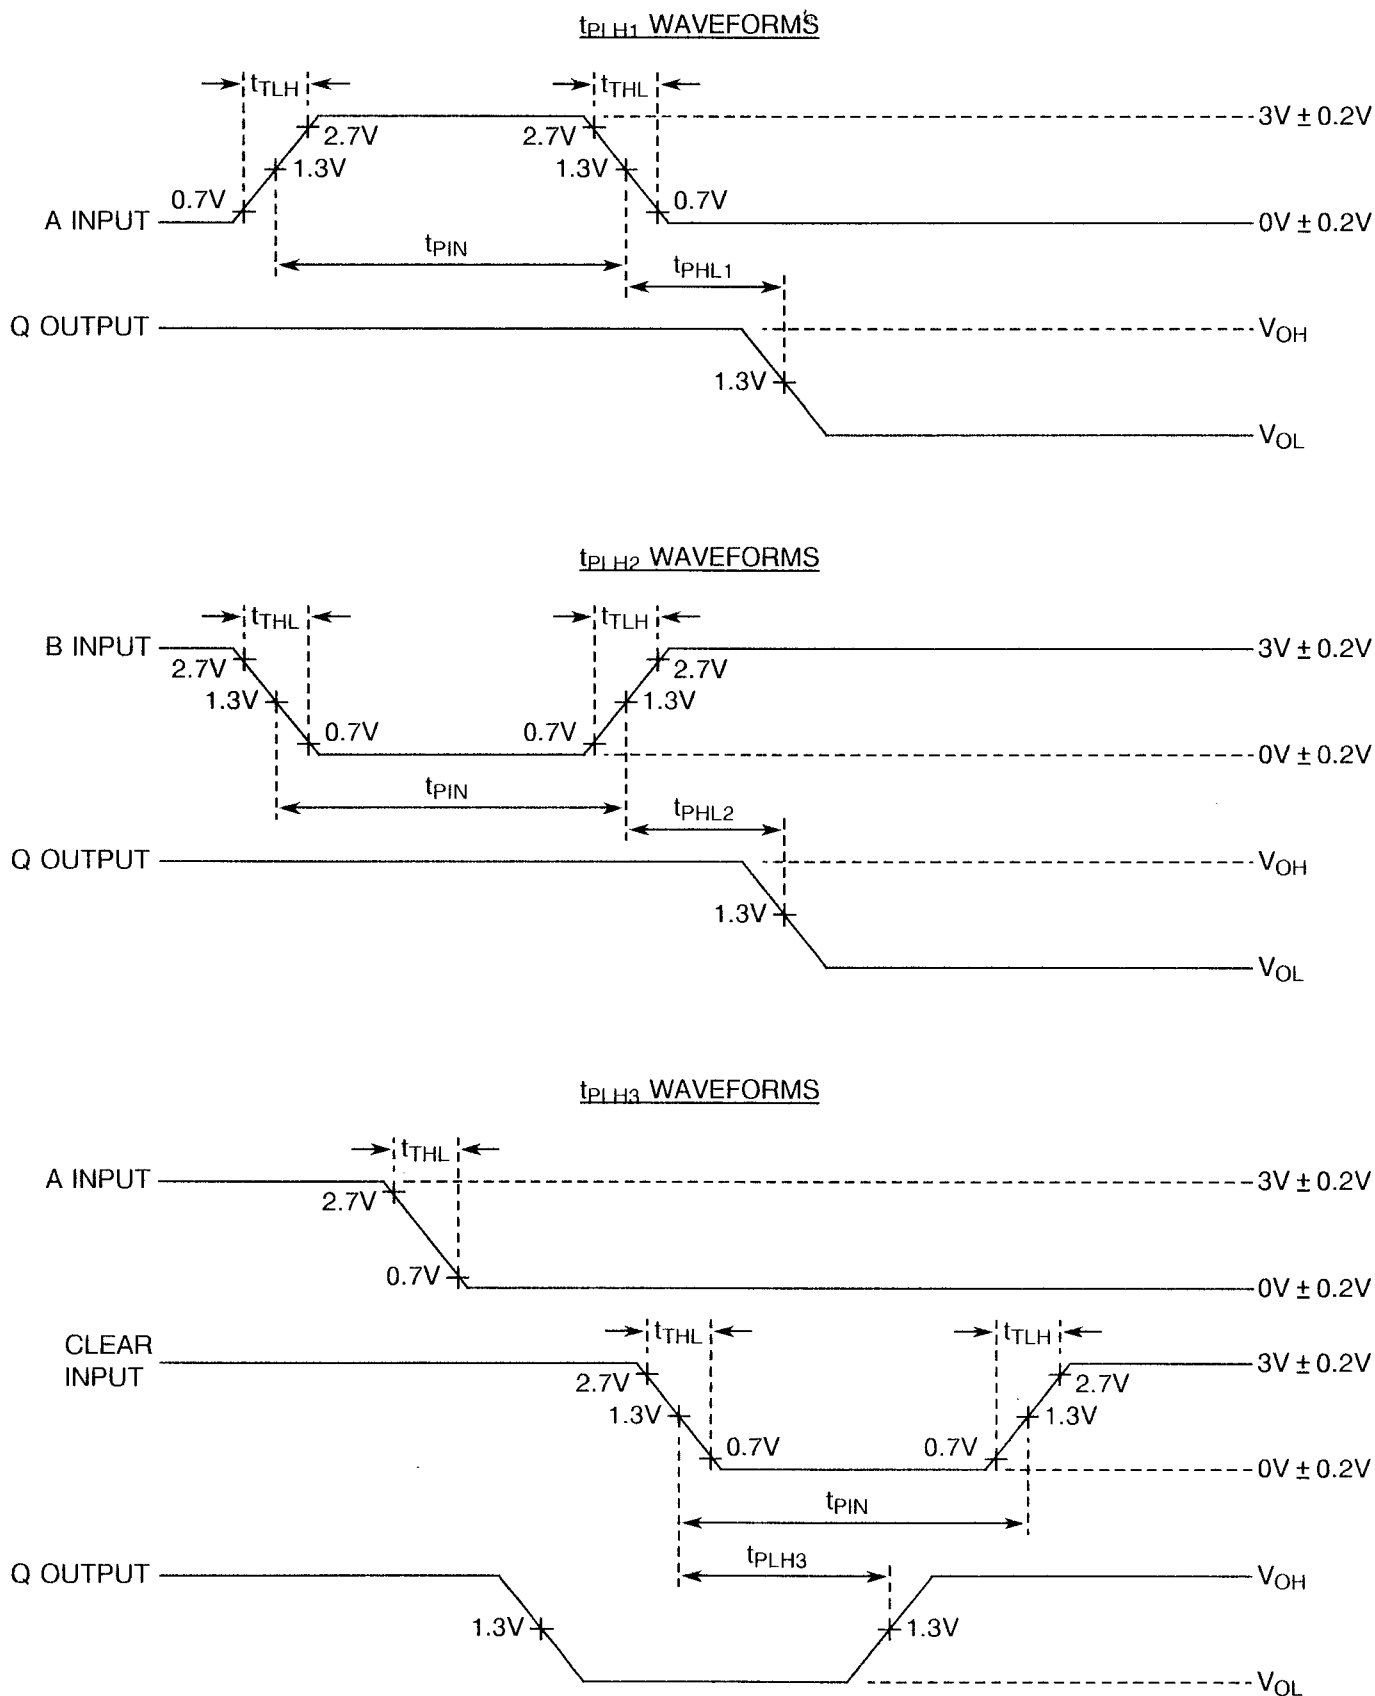 tPLH1 WAVEFORMS
tTLH
tTHL
2.7V
2.7V
3V ± 0.2V
1.3V
1.3V
0.7V
0.7V
A INPUT
0V ± 0.2V
tPIN
tPHL1
Q OUTPUT
VOH
1.3V
VOL
tPLH2 WAVEFORMS
tTHL
tTLH
B INPUT
3V ± 0.2V
2.7V
2.7V
1.3V
1.3V
0.7V
0.7V
0V ± 0.2V
tPIN
tPHL2
Q OUTPUT
VOH
1.3V
VOL
tPLH3 WAVEFORMS
tTHL
A INPUT
3V ± 0.2V
2.7V
0.7V
0V ± 0.2V
tTHL
tTLH
CLEAR
INPUT
3V ± 0.2V
2.7V
2.7V
1.3V
1.3V
0.7V
0.7V
0V ± 0.2V
tPIN
tPLH3
Q OUTPUT
VOH
1.3V
1.3V
VOL